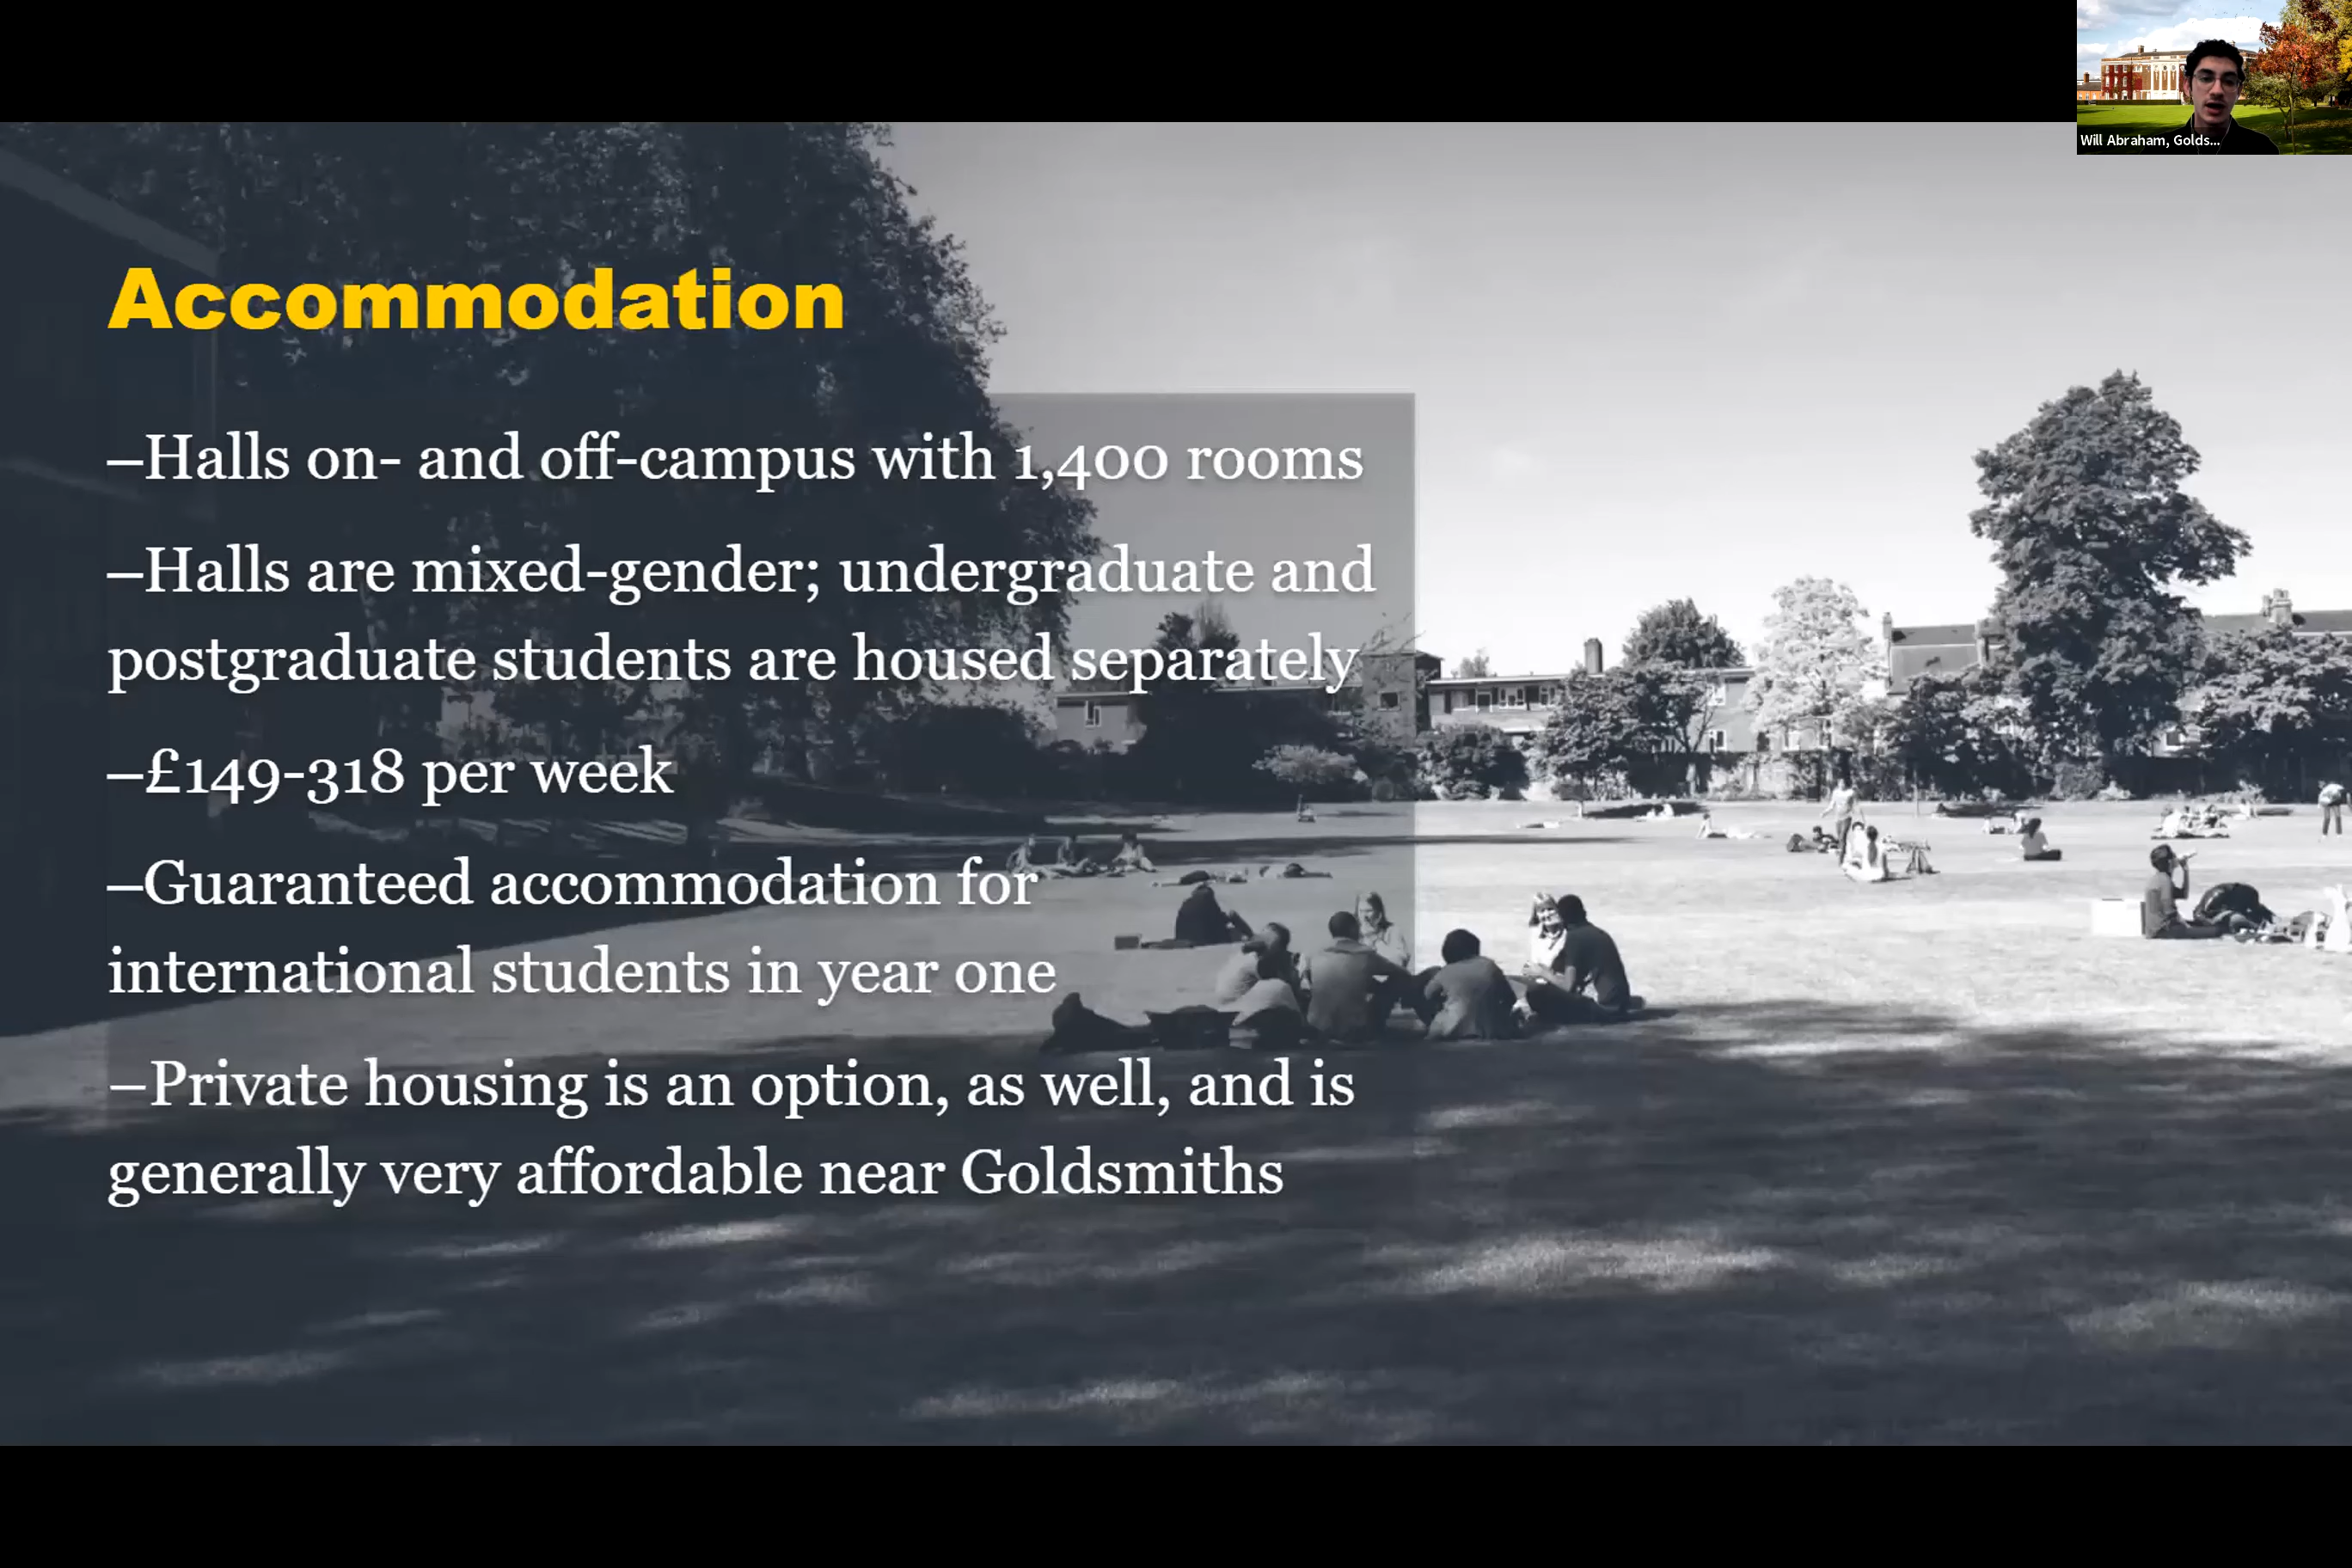 Will Abraham, Golds...
Accommodation
–Halls on- and off-campus with 1,400 rooms
–Halls are mixed-gender; undergraduate and
postgraduate students are housed separately
–£149-318 per week
–Guaranteed accommodation for
international students in year one
–Private housing is an option, as well, and is
generally very affordable near Goldsmiths